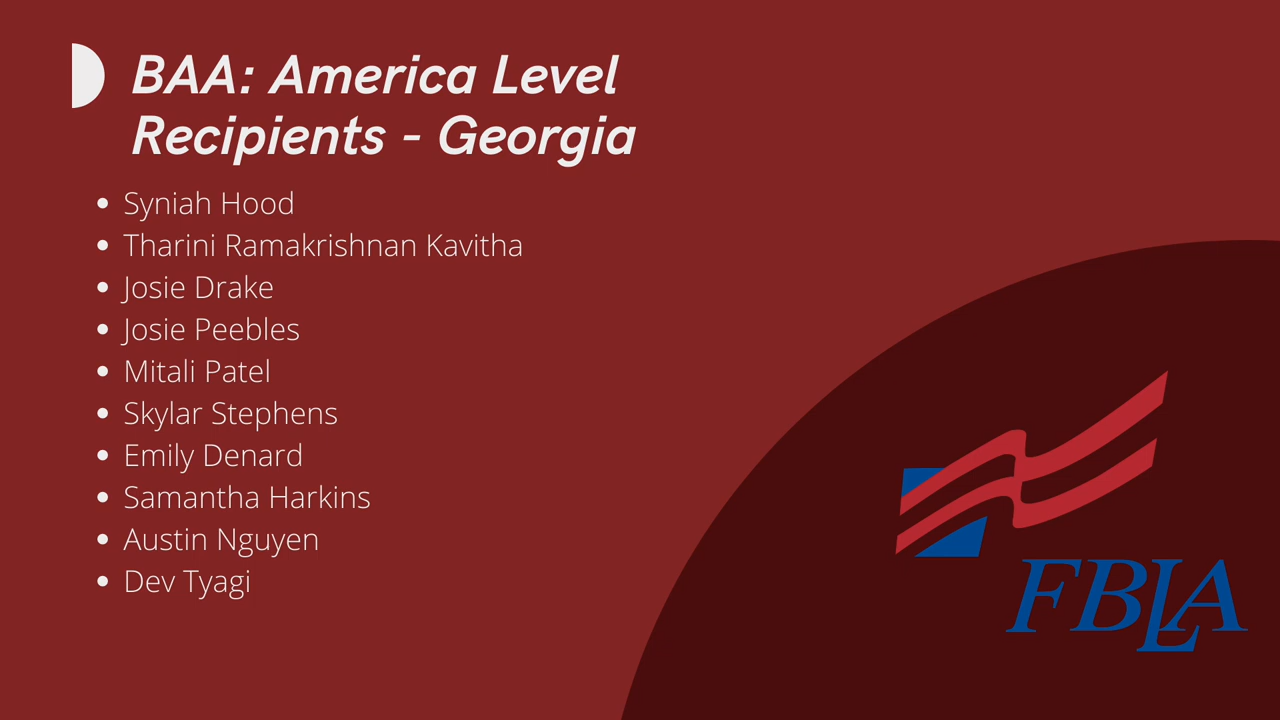 BAA: America Level
Recipients - Georgia
Syniah Hood
Tharini Ramakrishnan Kavitha
Josie Drake
Josie Peebles
Mitali Patel
Skylar Stephens
Emily Denard
Samantha Harkins
Austin Nguyen
Dev Tyagi
FBLA